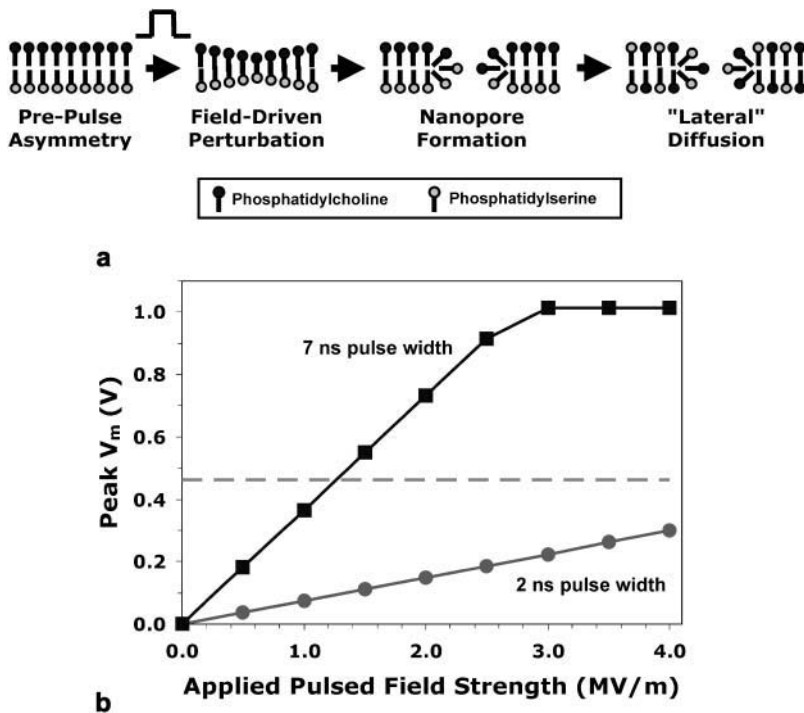 Pre-Pulse
Asymmetry
Field-Driven
Perturbation
Nanopore
Formation
"Lateral"
Diffusion
Phosphatidylcholine
Phosphatidylserine
a
1.0
0.8
0.6
0.4
0.2
0.0
Peak Vm (V)
7 ns pulse width
2 ns pulse width
0.0 1.0 2.0 3.0 4.0
Applied Pulsed Field Strength (MV/m)
b